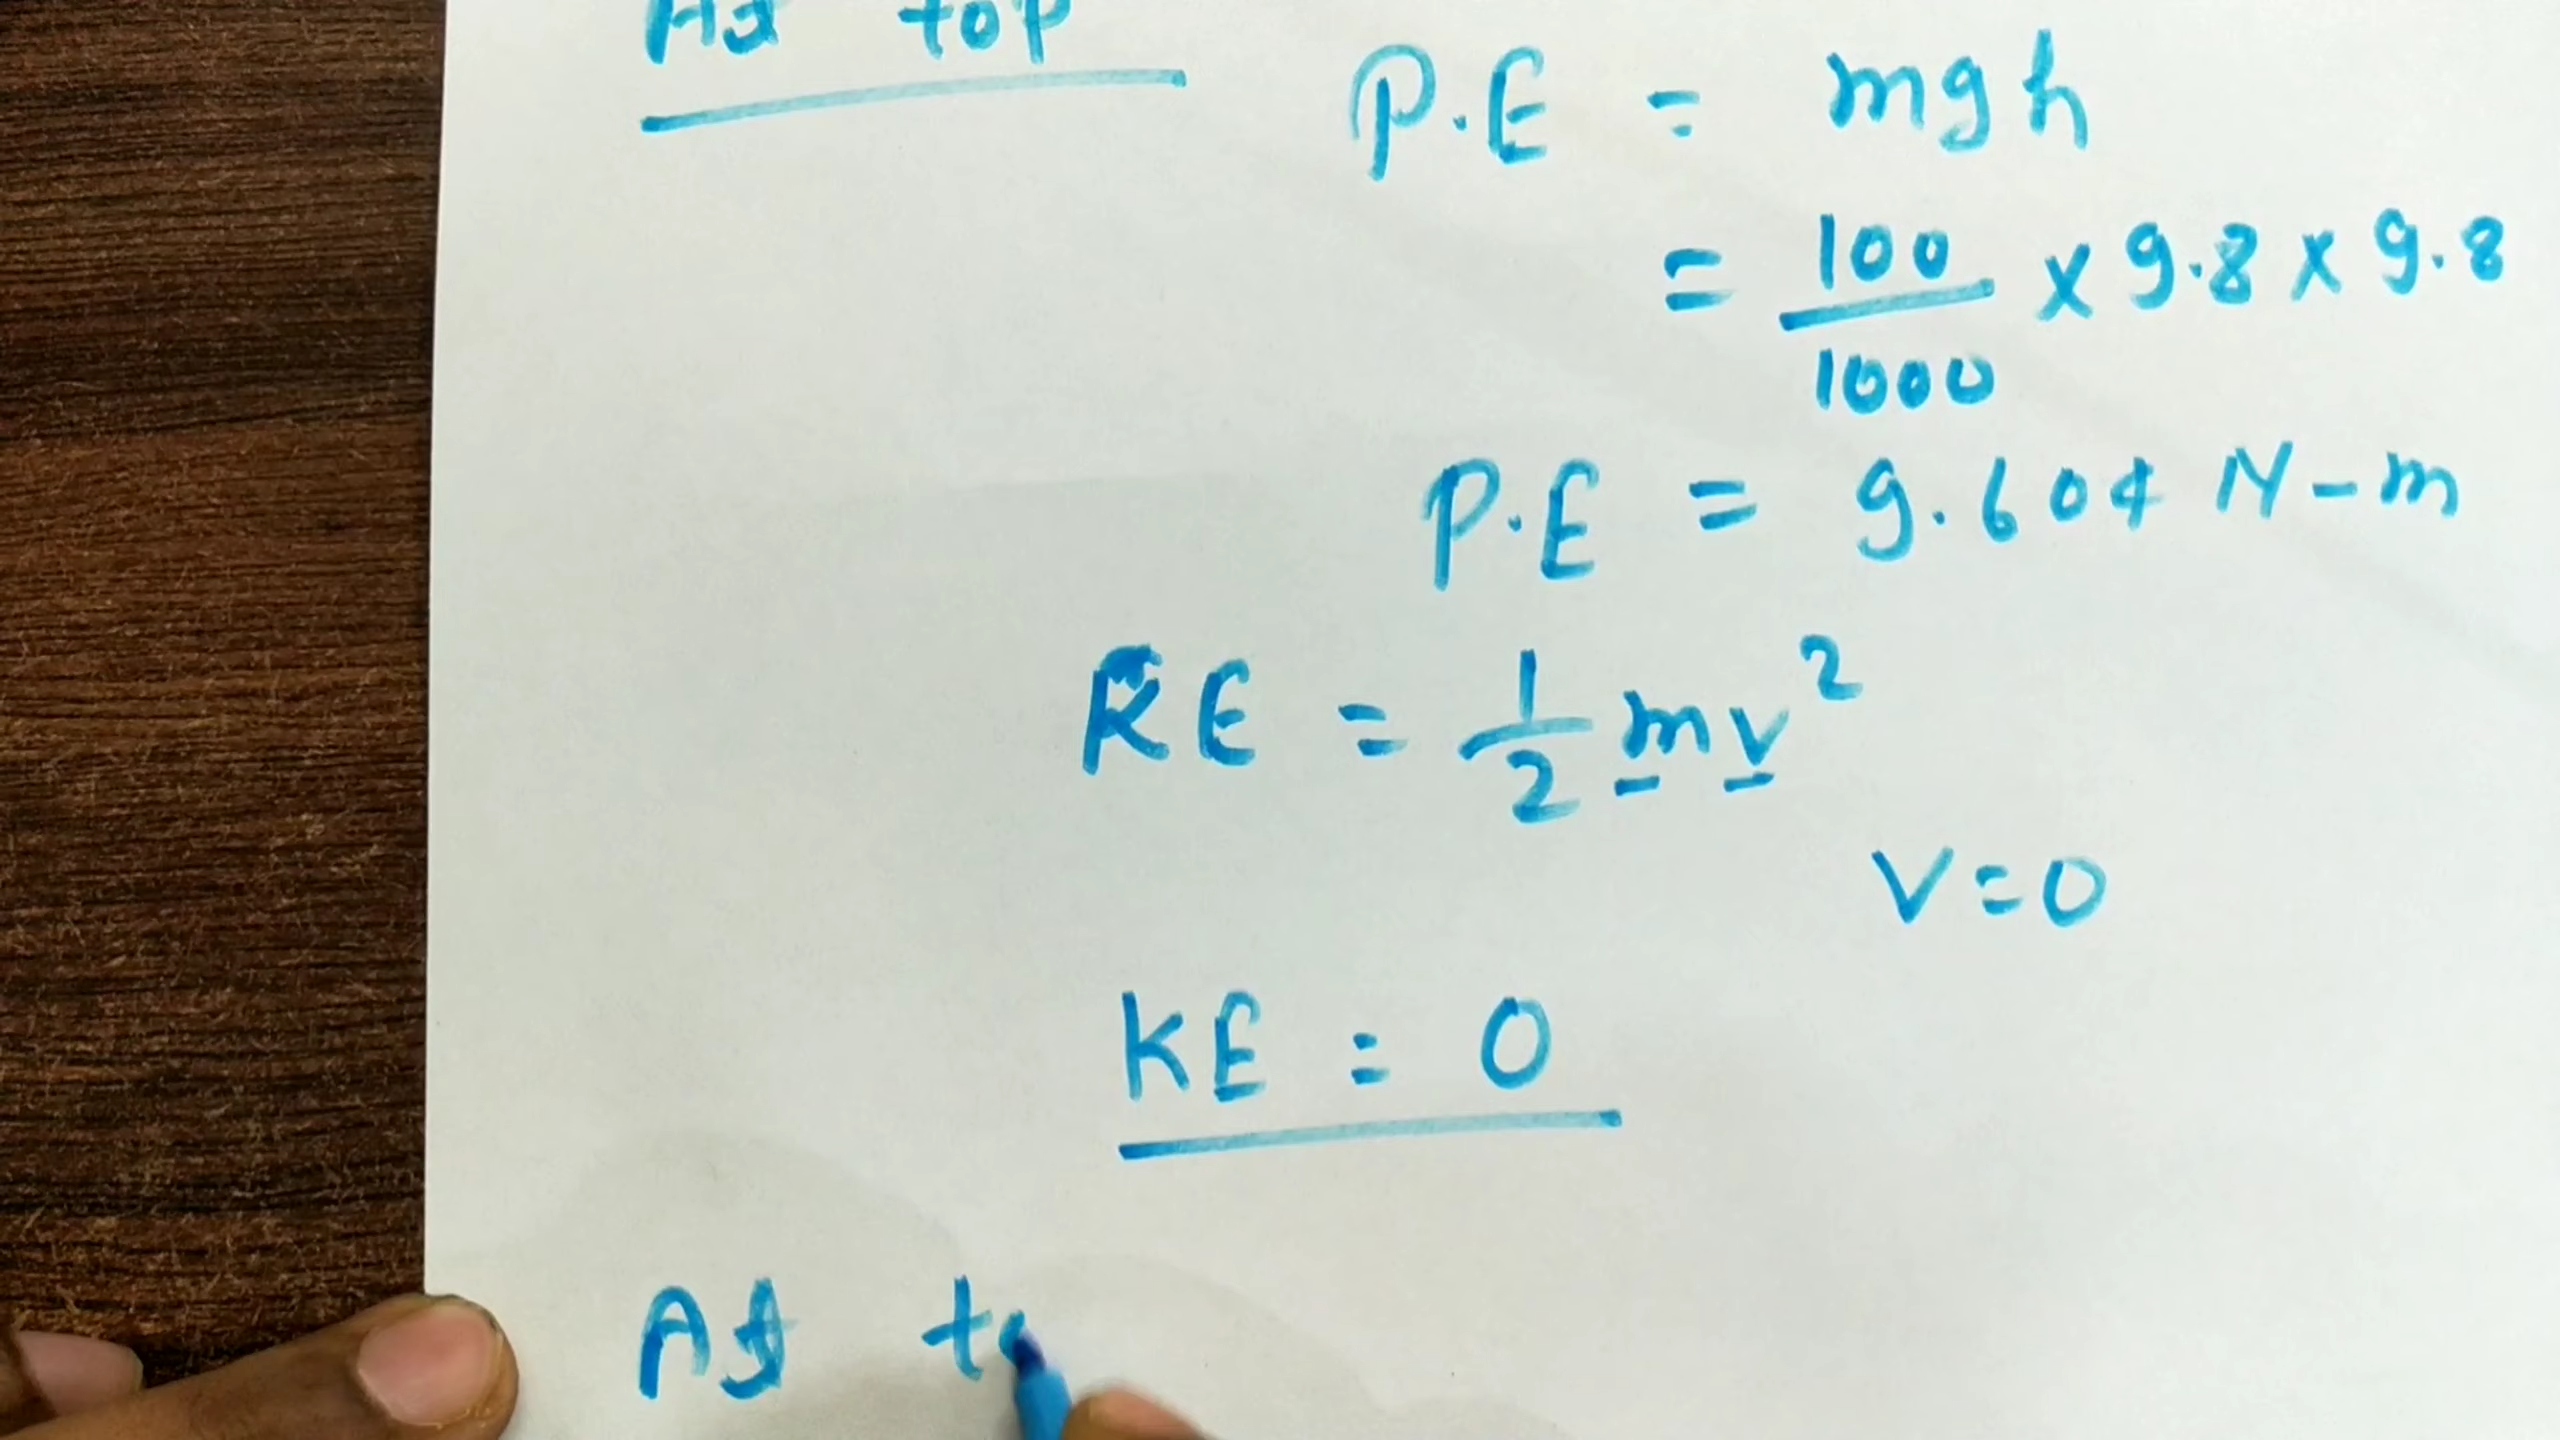 At top
P.E = mgh
= 100/1000 x 9.8 x 9.8
P.E = 9.604 N-m
KE = 1/2 mv²
V=0
KE = 0
At to